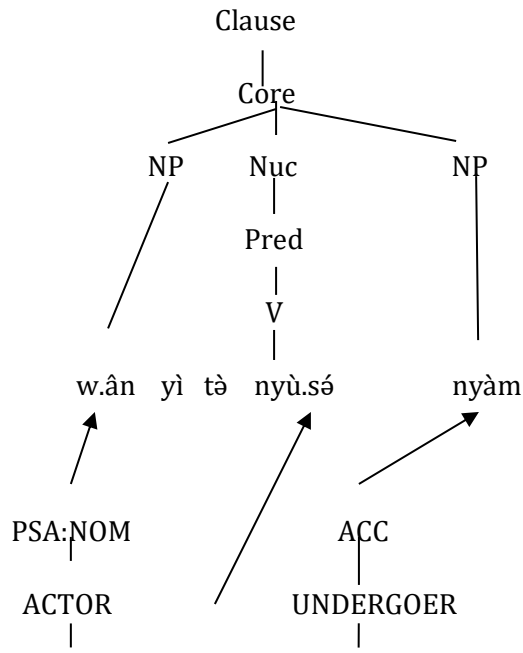 Clause
Core
NP Nuc NP
Pred
V
w.ân yì tə̀ nyù.sə́ nyàm
PSA:NOM ACC
ACTOR UNDERGOER